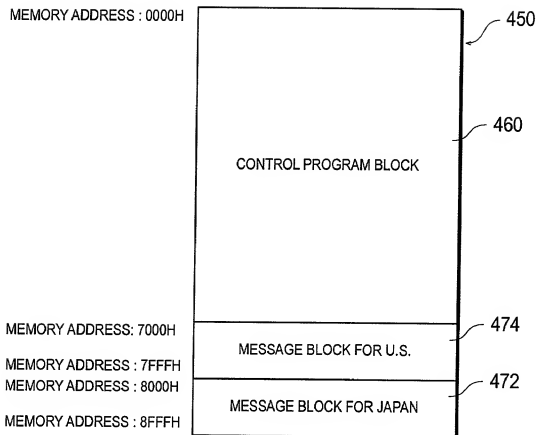 MEMORY ADDRESS : 0000H
450
460
CONTROL PROGRAM BLOCK
MEMORY ADDRESS: 7000H
474
MESSAGE BLOCK FOR U.S.
MEMORY ADDRESS : 7FFFH
MEMORY ADDRESS : 8000H
472
MESSAGE BLOCK FOR JAPAN
MEMORY ADDRESS : 8FFFH